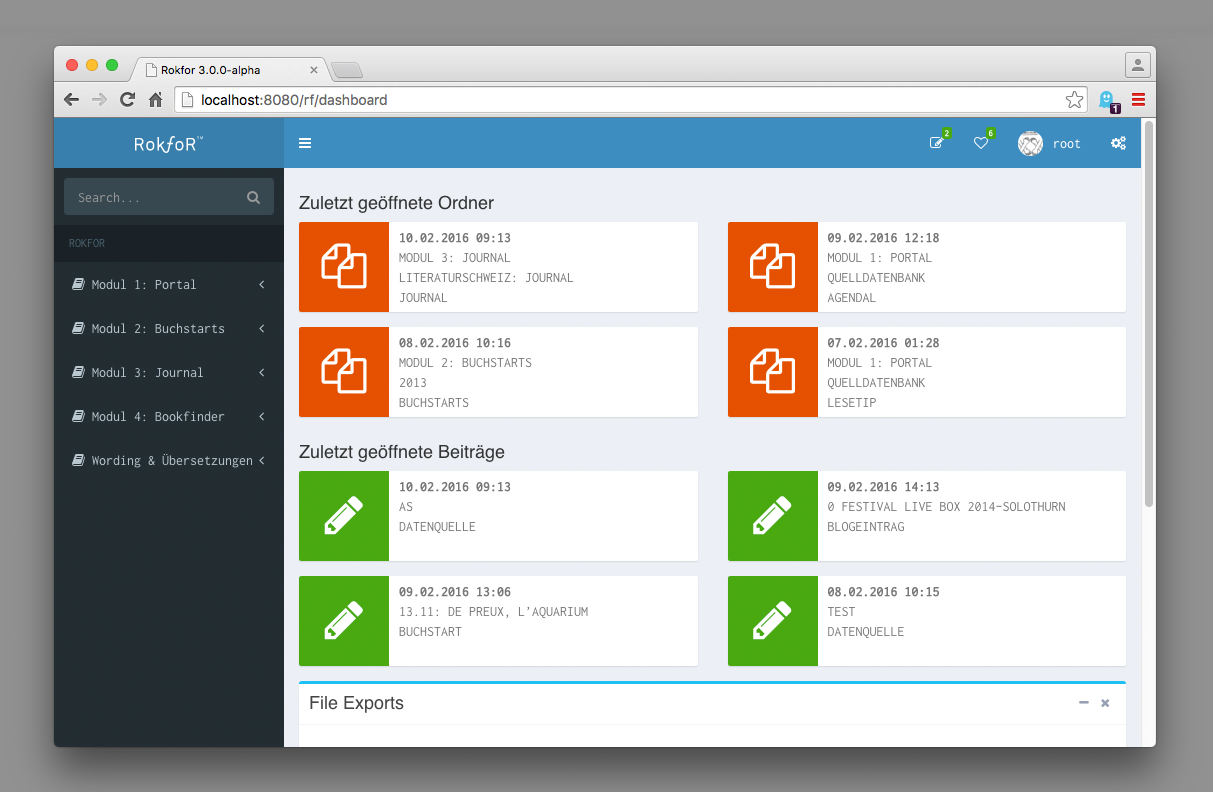 Rokfor 3.0.0-alpha
localhost:8080/rf/dashboard
1
RokfoR™
2
6
root
Search...
ROKFOR
Modul 1: Portal
Modul 2: Buchstarts
Modul 3: Journal
Modul 4: Bookfinder
Wording & Übersetzungen
Zuletzt geöffnete Ordner
10.02.2016 09:13
MODUL 3: JOURNAL
LITERATURSCHWEIZ: JOURNAL
JOURNAL
09.02.2016 12:18
MODUL 1: PORTAL
QUELLDATENBANK
AGENDAL
08.02.2016 10:16
MODUL 2: BUCHSTARTS
2013
BUCHSTARTS
07.02.2016 01:28
MODUL 1: PORTAL
QUELLDATENBANK
LESETIP
Zuletzt geöffnete Beiträge
10.02.2016 09:13
AS
DATENQUELLE
09.02.2016 14:13
0 FESTIVAL LIVE BOX 2014-SOLOTHURN
BLOGEINTRAG
09.02.2016 13:06
13.11: DE PREUX, L'AQUARIUM
BUCHSTART
08.02.2016 10:15
TEST
DATENQUELLE
File Exports